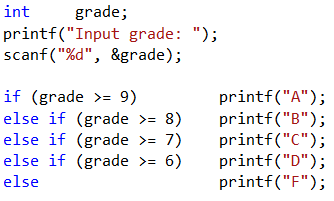 int     grade;
printf("Input grade: ");
scanf("%d", &grade);
if (grade >= 9)         printf("A");
else if (grade >= 8)    printf("B");
else if (grade >= 7)    printf("C");
else if (grade >= 6)    printf("D");
else                    printf("F");